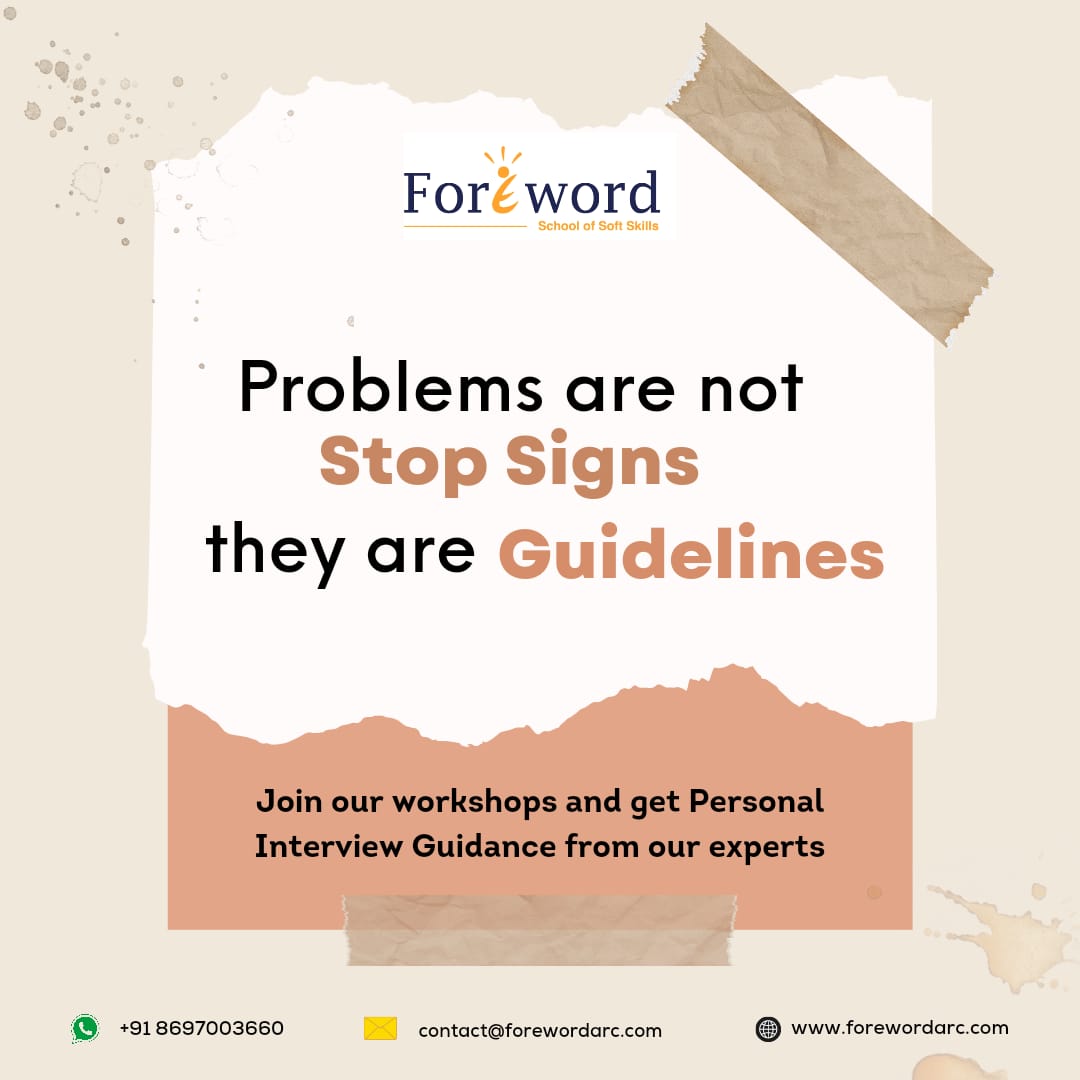 Foreword
School of Soft Skills
Problems are not
Stop Signs
they are Guidelines
Join our workshops and get Personal
Interview Guidance from our experts
+91 8697003660
contact@forewordarc.com
www.forewordarc.com